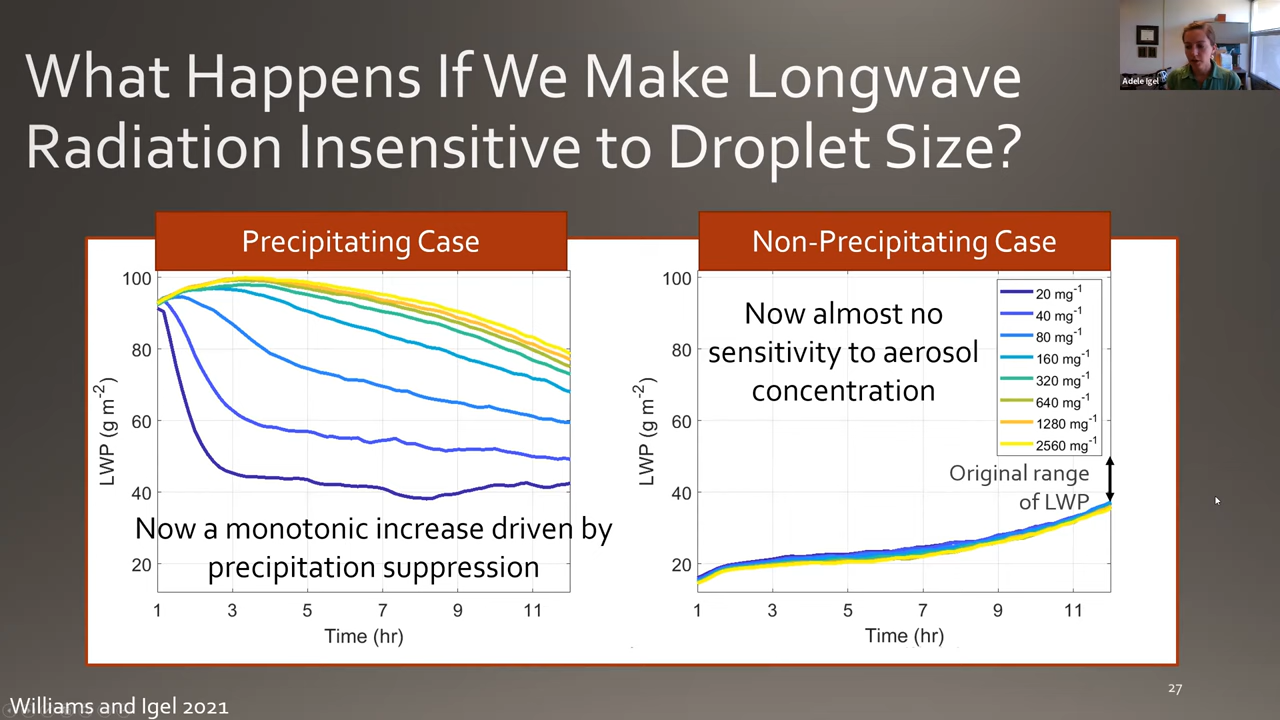 What Happens If We Make Longwave
Radiation Insensitive to Droplet Size?
Adele Igel
Precipitating Case
100
80
60
40
20
LWP (g m-2)
1 3 5 7 9 11
Time (hr)
Now a monotonic increase driven by
precipitation suppression
Non-Precipitating Case
100
80
60
40
20
LWP (g m-2)
1 3 5 7 9 11
Time (hr)
Now almost no
sensitivity to aerosol
concentration
20 mg-1
40 mg-1
80 mg-1
160 mg-1
320 mg-1
640 mg-1
1280 mg-1
2560 mg-1
Original range
of LWP
27
Williams and Igel 2021